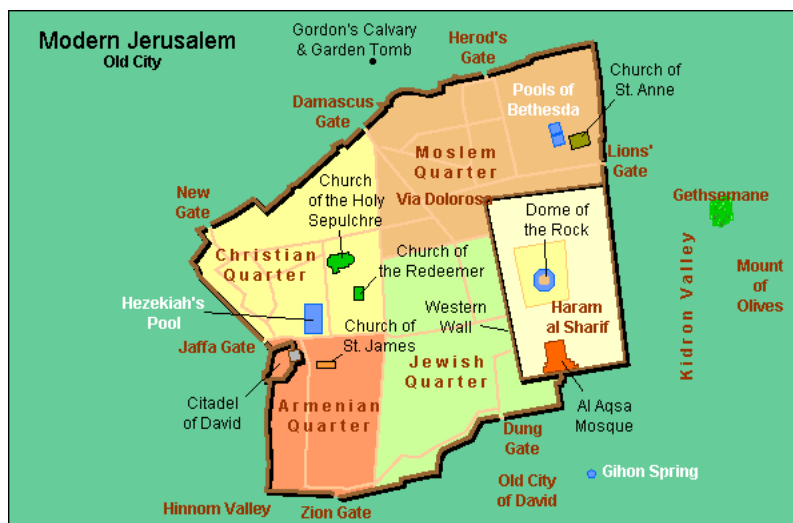 Modern Jerusalem
Old City
Gordon's Calvary
& Garden Tomb
Herod's
Gate
Church of
St. Anne
Pools of
Bethesda
Damascus
Gate
Moslem
Quarter
Lions'
Gate
Church
of the Holy
Sepulchre
Via Dolorosa
Gethsemane
New
Gate
Dome of
the Rock
Christian
Quarter
Church of
the Redeemer
Kidron Valley
Mount
of
Olives
Hezekiah's
Pool
Western
Wall
Haram
al Sharif
Church of
St. James
Jaffa Gate
Jewish
Quarter
Citadel
of David
Armenian
Quarter
Al Aqsa
Mosque
Dung
Gate
Old City
of David
Gihon Spring
Hinnom Valley
Zion Gate